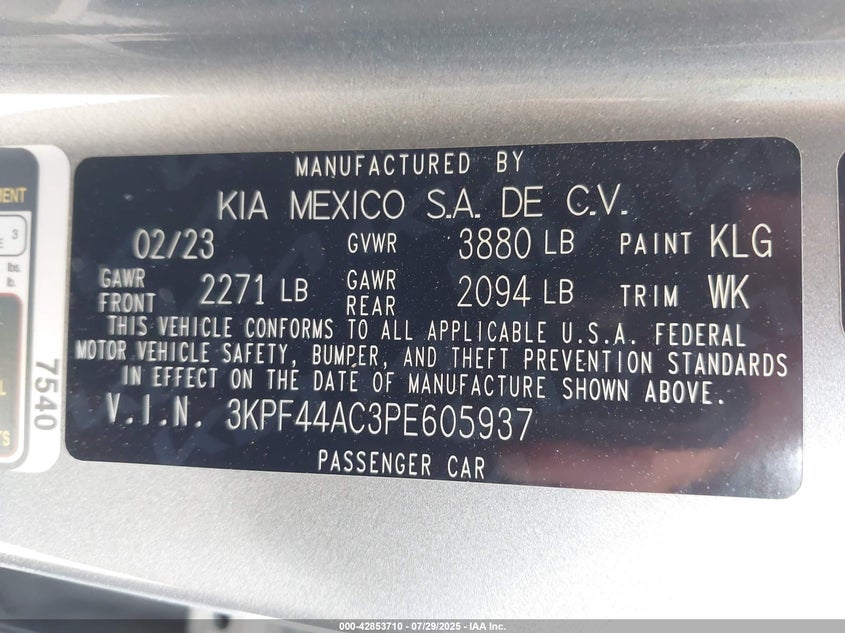 MANUFACTURED BY
KIA MEXICO S.A. DE C.V.
02/23 GVWR 3880 LB PAINT KLG
GAWR FRONT 2271 LB GAWR REAR 2094 LB TRIM WK
THIS VEHICLE CONFORMS TO ALL APPLICABLE U.S.A. FEDERAL
MOTOR VEHICLE SAFETY, BUMPER, AND THEFT PREVENTION STANDARDS
IN EFFECT ON THE DATE OF MANUFACTURE SHOWN ABOVE.
V.I.N. 3KPF44AC3PE605937
PASSENGER CAR
3
lbs.
lb.
7540
000-42853710 - 07/29/2025 - IAA Inc.